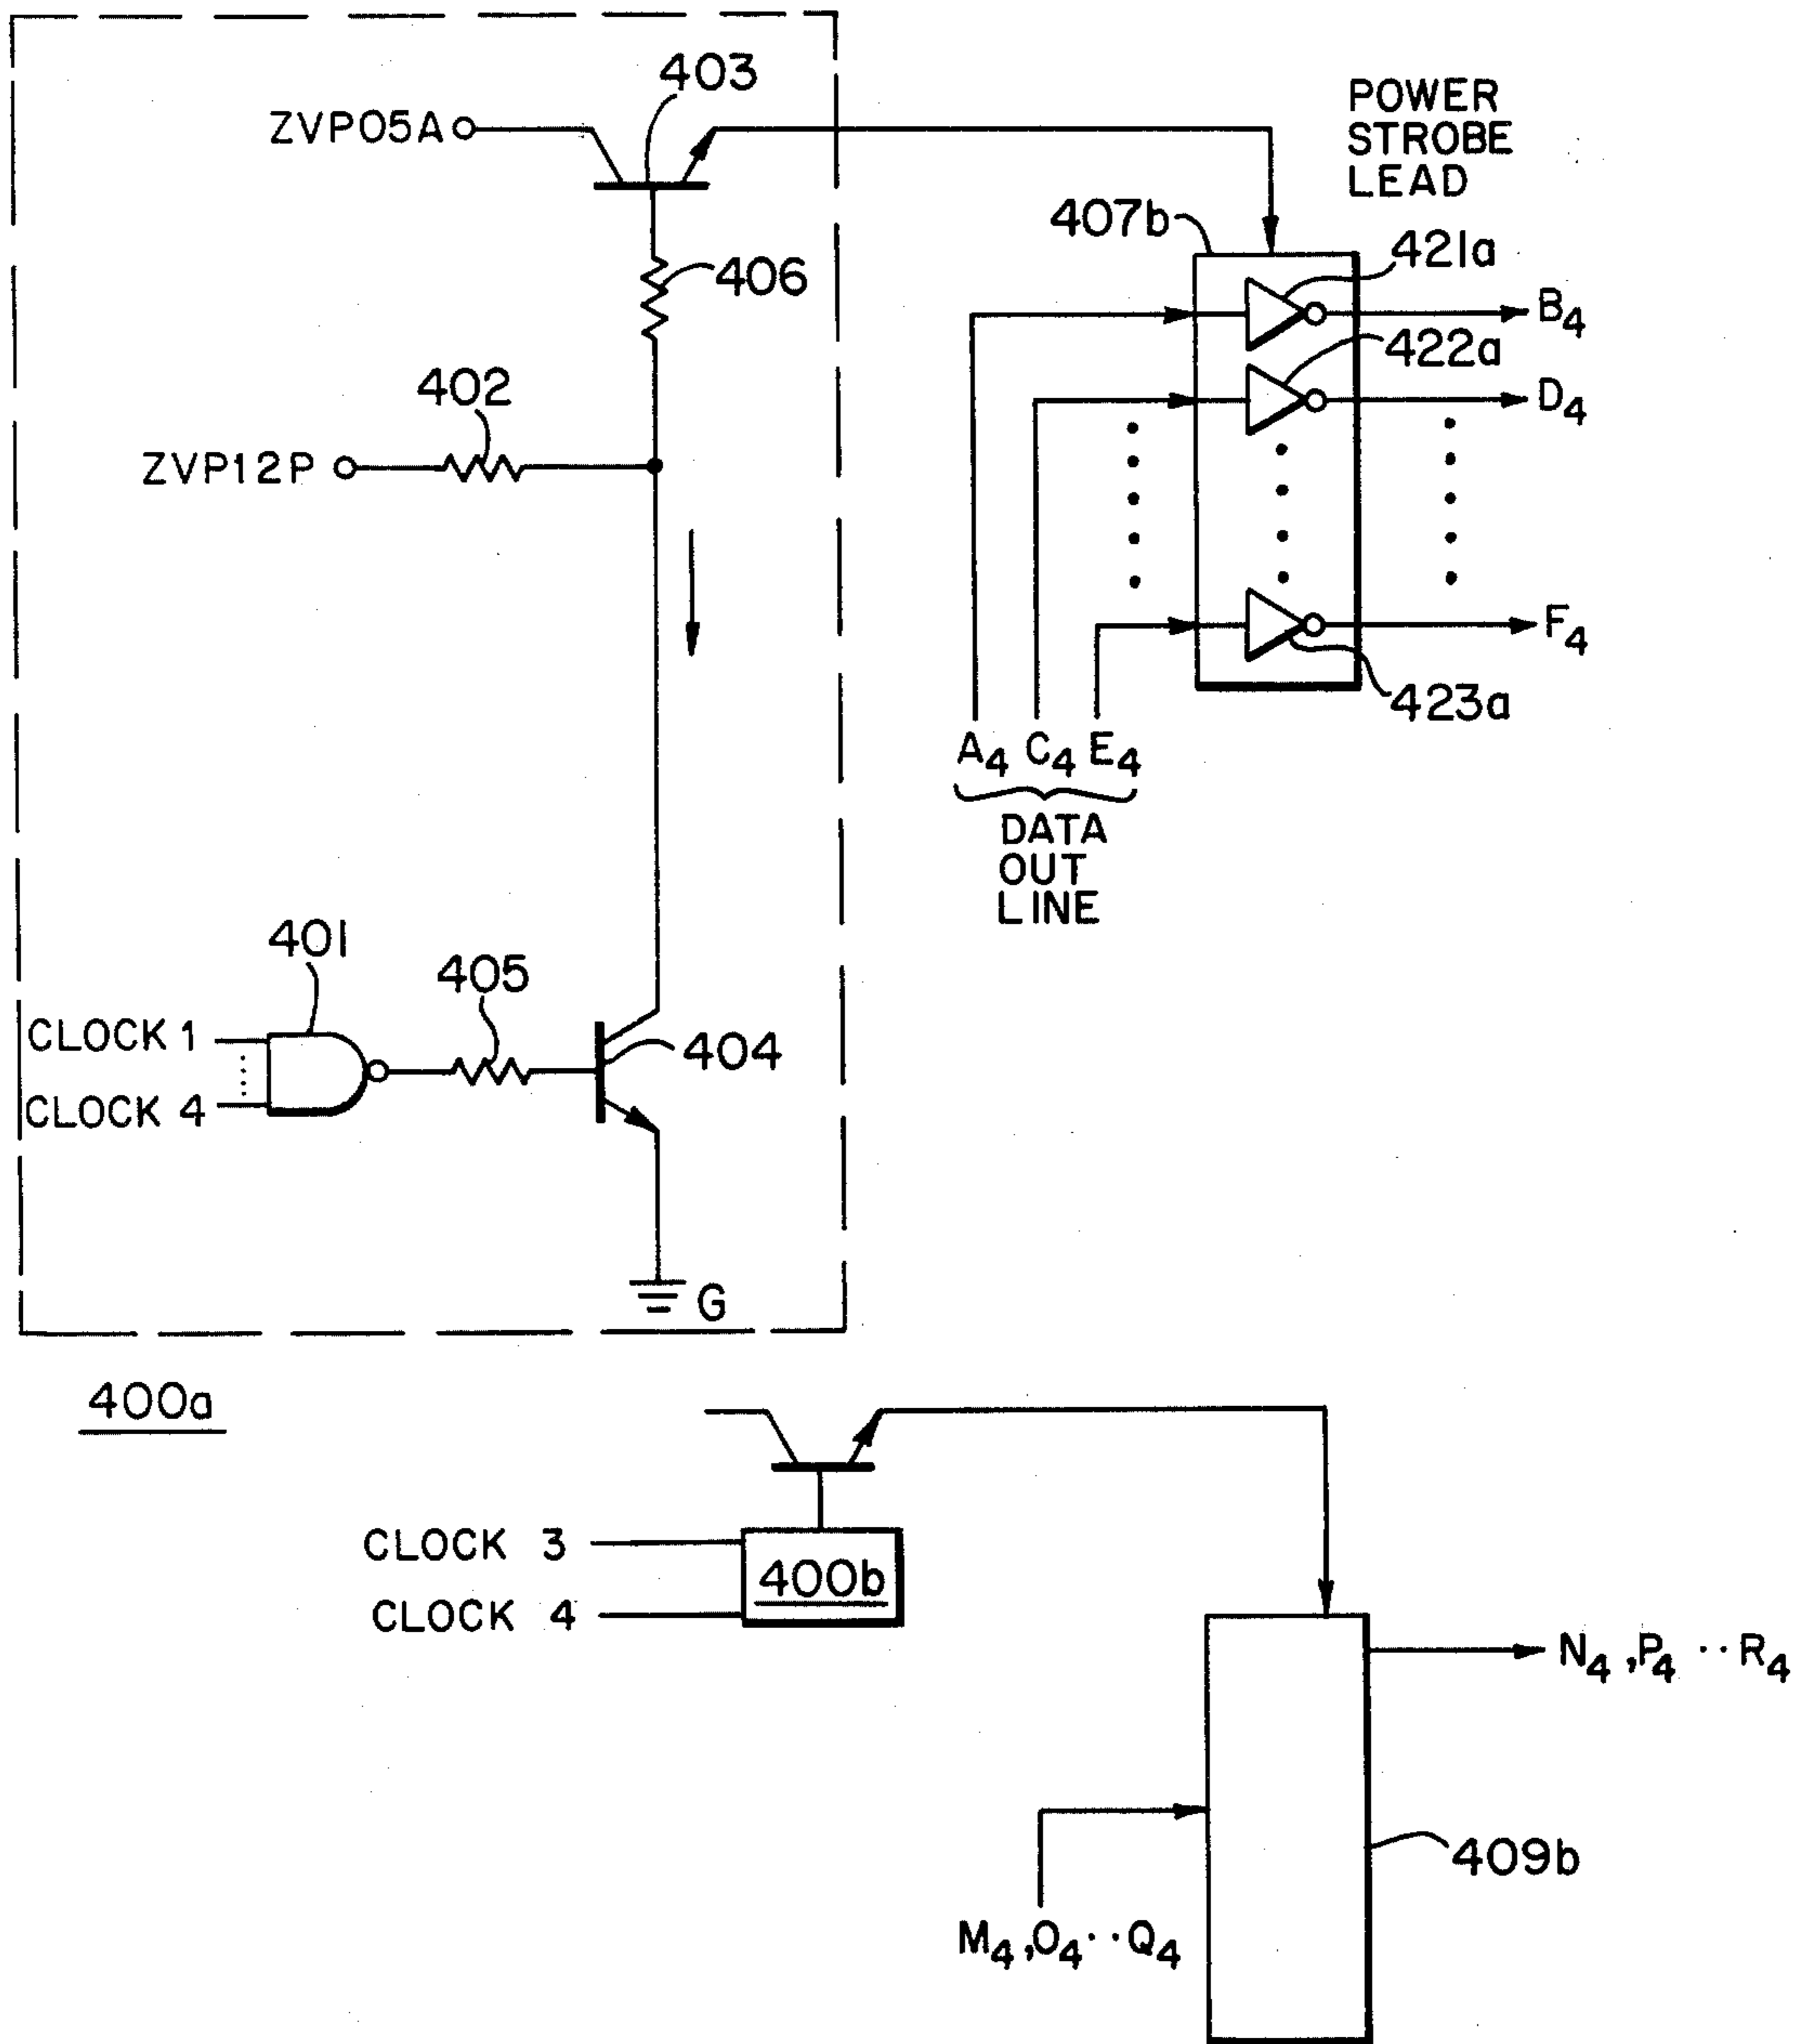 403
ZVP05A
POWER
STROBE
LEAD
407b
421a
406
B4
422a
402
D4
ZVP12P
F4
423a
A4 C4 E4
DATA
OUT
LINE
401
405
CLOCK 1
404
CLOCK 4
G
400a
CLOCK 3
400b
CLOCK 4
N4,P4 ··R4
409b
M4,O4··Q4